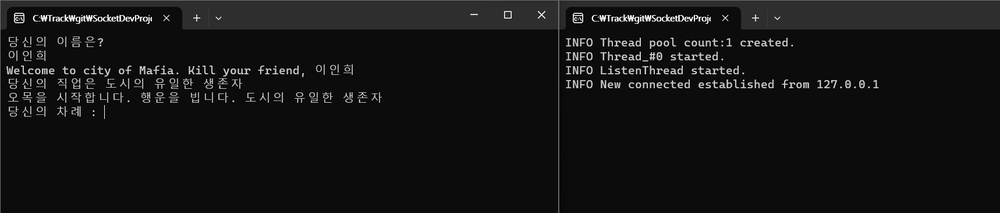 C:₩Track₩git₩SocketDevProje
당신의 이름은?
이인희
Welcome to city of Mafia. Kill your friend, 이인희
당신의 직업은 도시의 유일한 생존자
오목을 시작합니다. 행운을 빕니다. 도시의 유일한 생존자
당신의 차례 :
C:₩Track₩git₩SocketDevProje
INFO Thread pool count:1 created.
INFO Thread_#0 started.
INFO ListenThread started.
INFO New connected established from 127.0.0.1